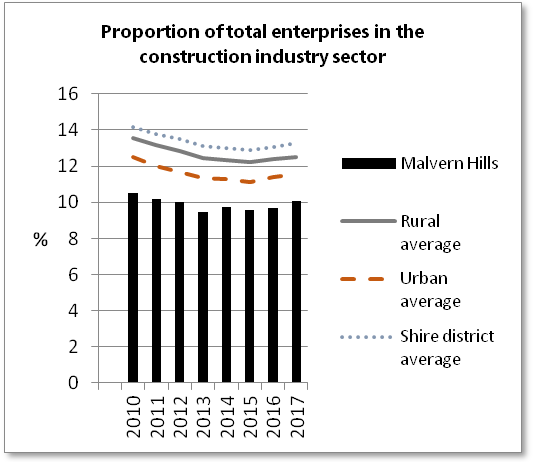 Proportion of total enterprises in the
construction industry sector
16
14
12
10
8
6
4
2
0
%
2010
2011
2012
2013
2014
2015
2016
2017
Malvern Hills
Rural
average
Urban
average
Shire district
average